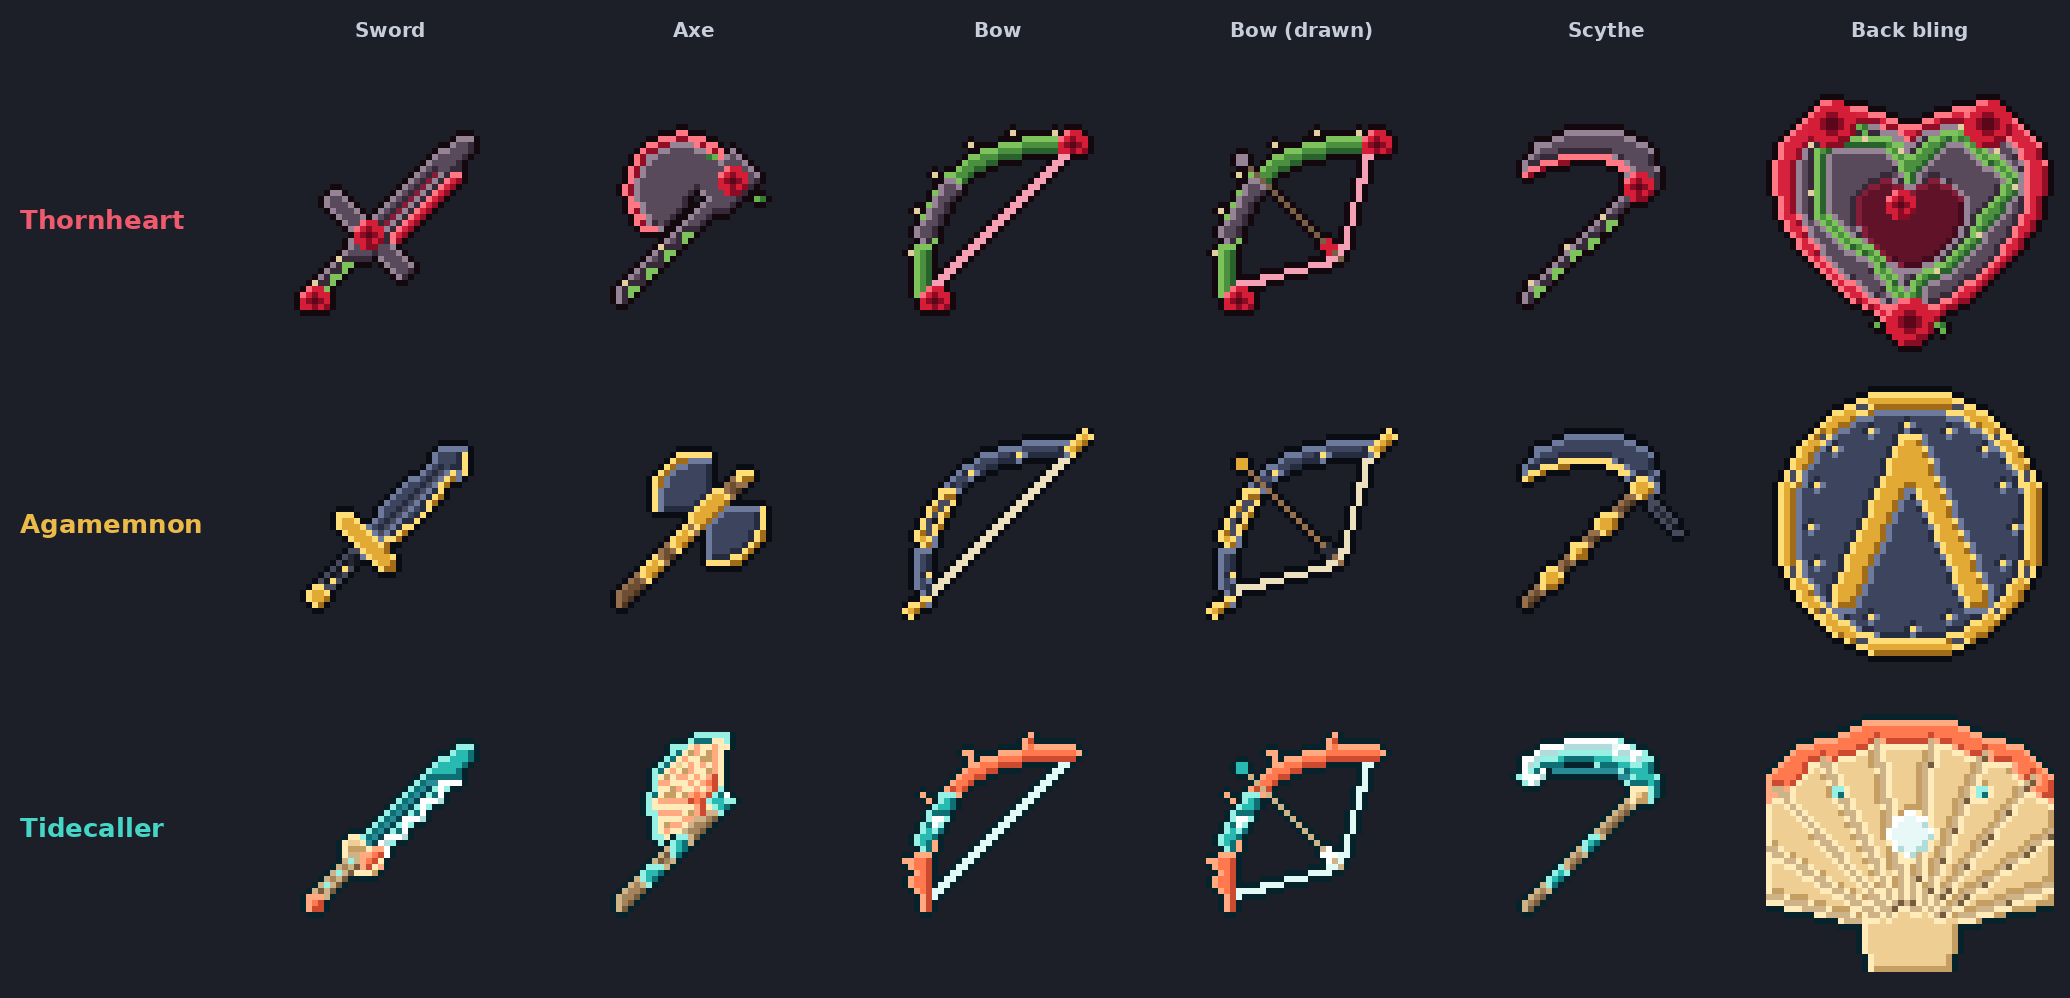 Sword Axe Bow Bow (drawn) Scythe Back bling
Thornheart
Agamemnon
Tidecaller